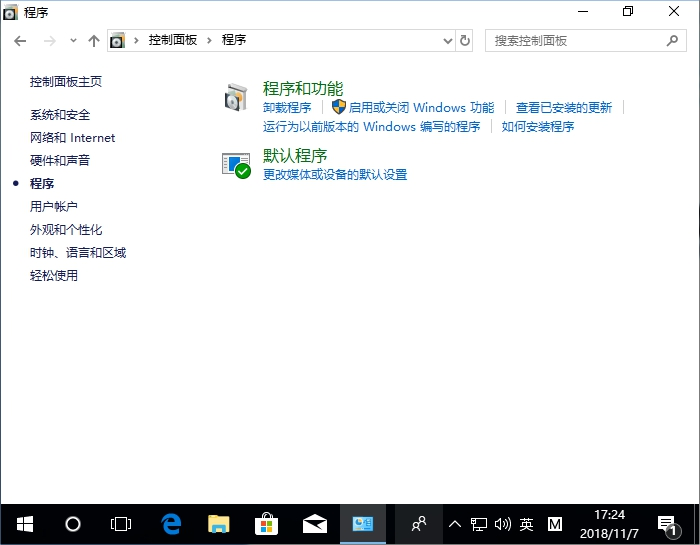 程序
控制面板 程序
搜索控制面板
控制面板主页
系统和安全
网络和 Internet
硬件和声音
程序
用户帐户
外观和个性化
时钟、语言和区域
轻松使用
程序和功能
卸载程序 启用或关闭 Windows 功能 查看已安装的更新
运行为以前版本的 Windows 编写的程序 如何安装程序
默认程序
更改媒体或设备的默认设置
英 M 17:24
2018/11/7
1